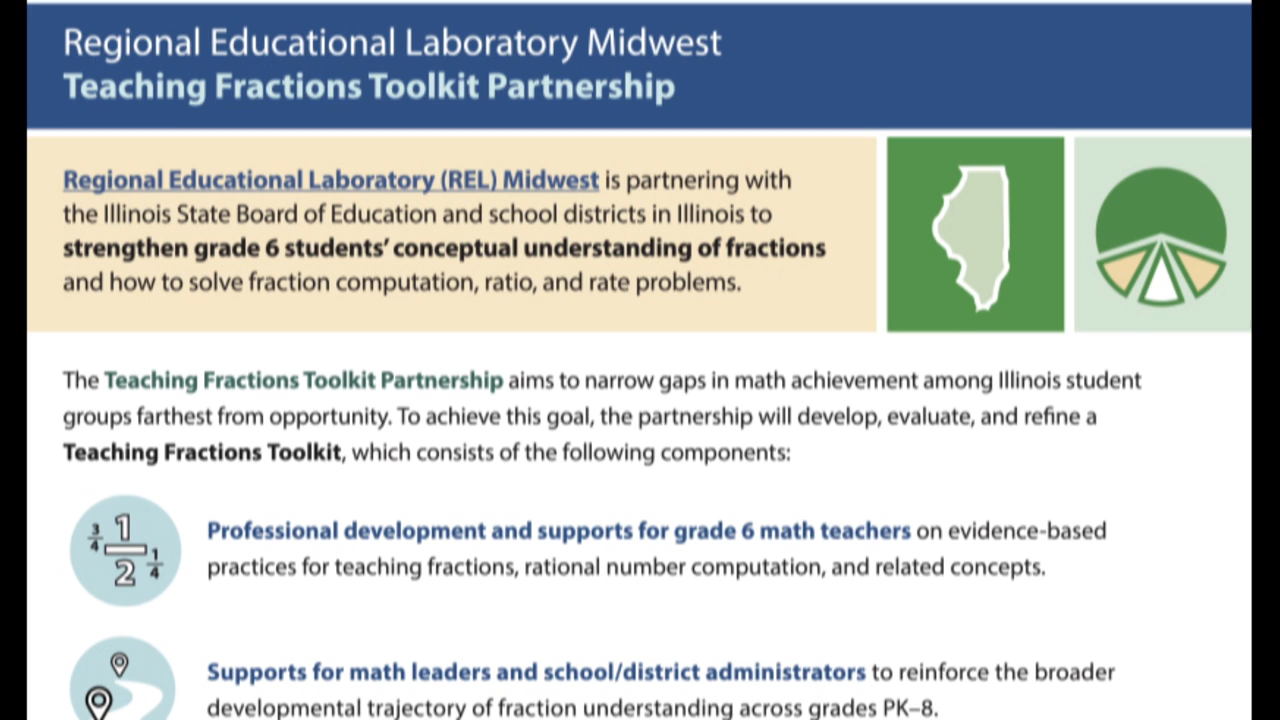 Regional Educational Laboratory Midwest
Teaching Fractions Toolkit Partnership
Regional Educational Laboratory (REL) Midwest is partnering with
the Illinois State Board of Education and school districts in Illinois to
strengthen grade 6 students' conceptual understanding of fractions
and how to solve fraction computation, ratio, and rate problems.
The Teaching Fractions Toolkit Partnership aims to narrow gaps in math achievement among Illinois student
groups farthest from opportunity. To achieve this goal, the partnership will develop, evaluate, and refine a
Teaching Fractions Toolkit, which consists of the following components:
3/4 1/2 1/4
Professional development and supports for grade 6 math teachers on evidence-based
practices for teaching fractions, rational number computation, and related concepts.
Supports for math leaders and school/district administrators to reinforce the broader
developmental trajectory of fraction understanding across grades PK–8.